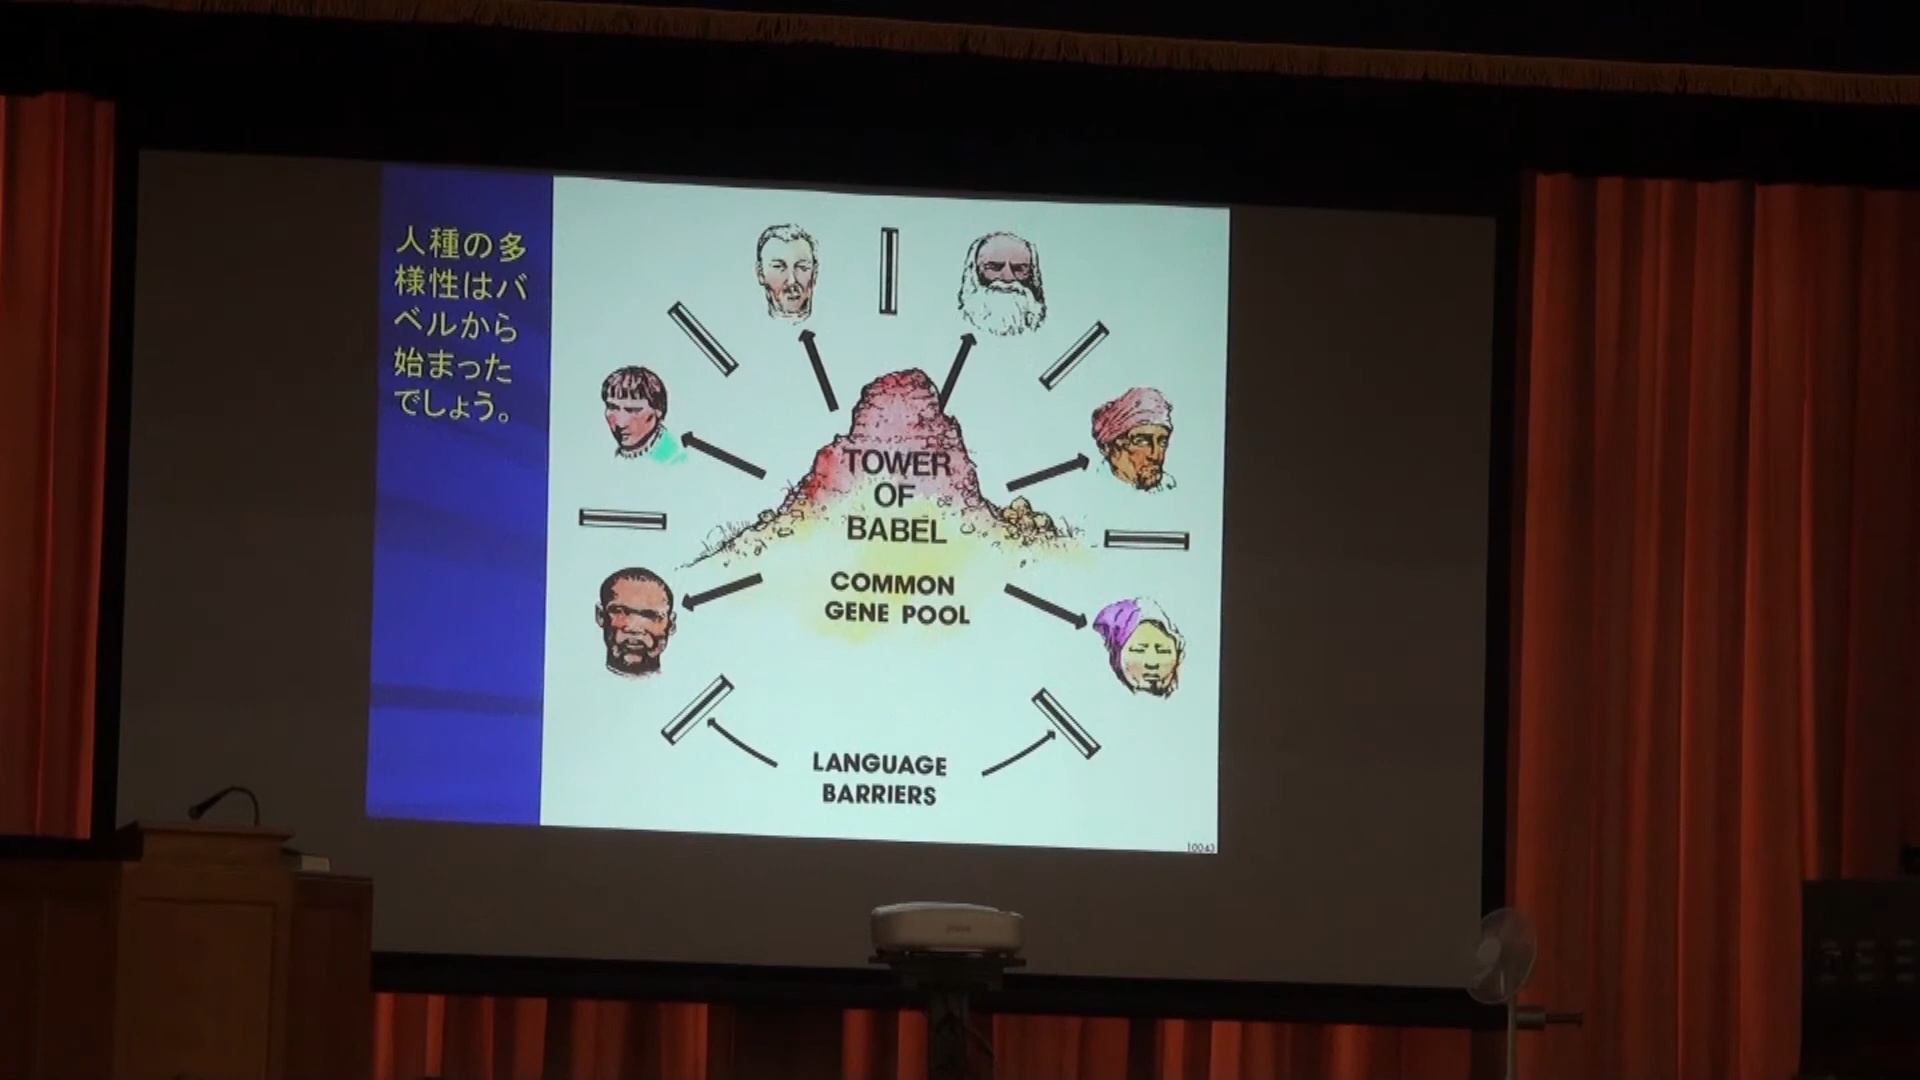 人種の多
様性はバ
ベルから
始まった
でしょう。
TOWER
OF
BABEL
COMMON
GENE POOL
LANGUAGE
BARRIERS
10043